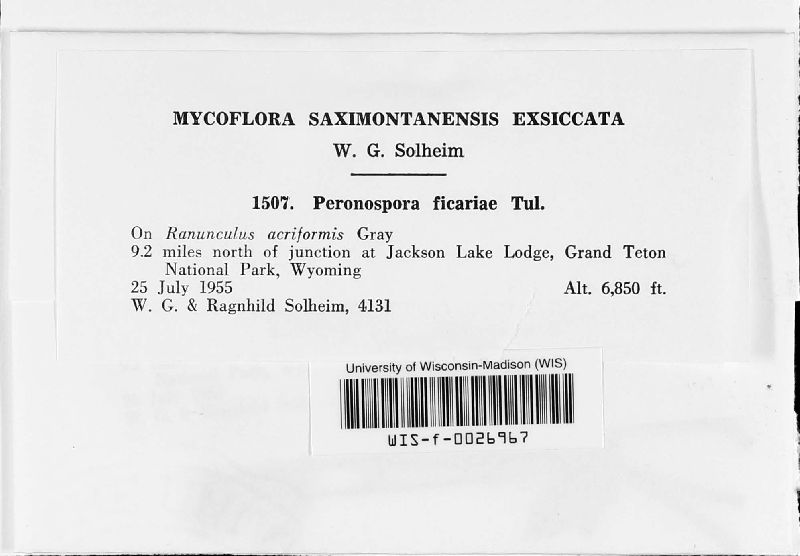 MYCOFLORA SAXIMONTANENSIS EXSICCATA
W. G. Solheim
1507. Peronospora ficariae Tul.
On Ranunculus acriformis Gray
9.2 miles north of junction at Jackson Lake Lodge, Grand Teton
National Park, Wyoming
25 July 1955 Alt. 6,850 ft.
W. G. & Ragnhild Solheim, 4131
University of Wisconsin-Madison (WIS)
WIS-f-0026967